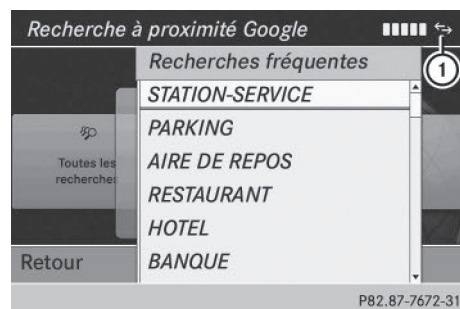 Recherche à proximité Google
1
Recherches fréquentes
STATION-SERVICE
PARKING
AIRE DE REPOS
RESTAURANT
HOTEL
BANQUE
Toutes les
recherches
Retour
P82.87-7672-31